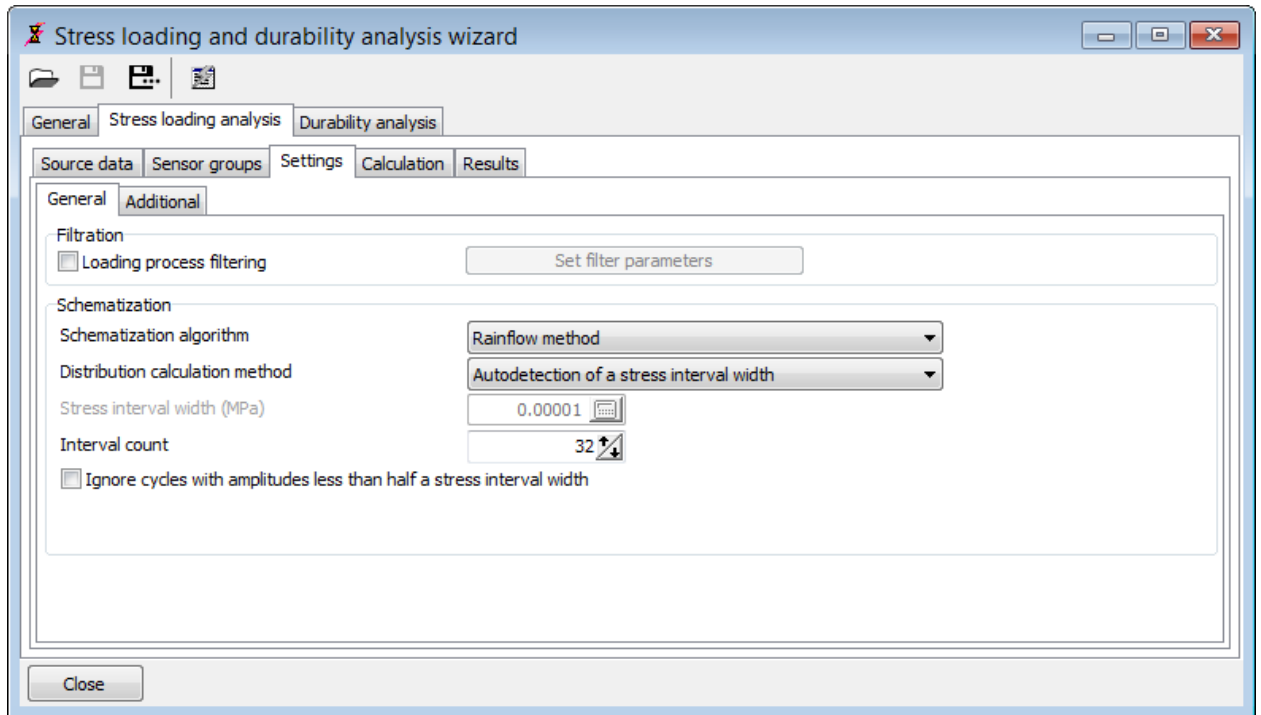 Stress loading and durability analysis wizard
General Stress loading analysis Durability analysis
Source data Sensor groups Settings Calculation Results
General Additional
Filtration
Loading process filtering Set filter parameters
Schematization
Schematization algorithm Rainflow method
Distribution calculation method Autodetection of a stress interval width
Stress interval width (MPa) 0.00001
Interval count 32
Ignore cycles with amplitudes less than half a stress interval width
Close